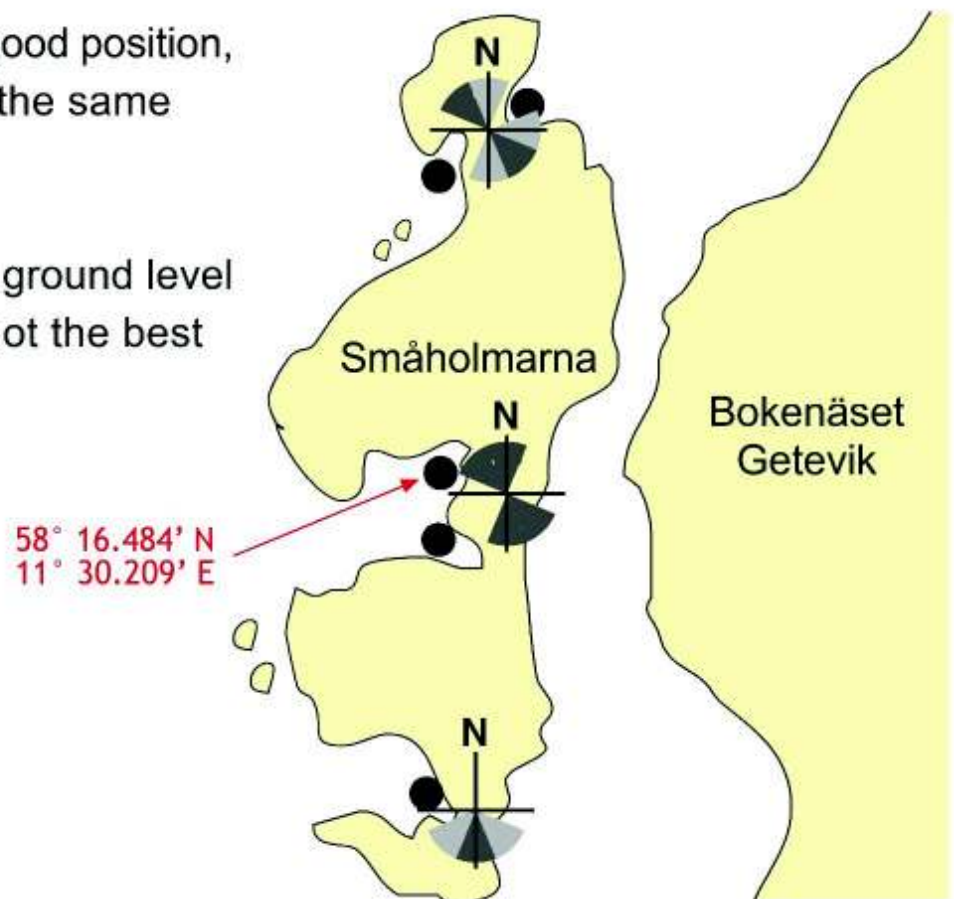 ood position,
the same
ground level
ot the best
N
Småholmarna
N
Bokenäset
Getevik
58° 16.484’ N
11° 30.209’ E
N